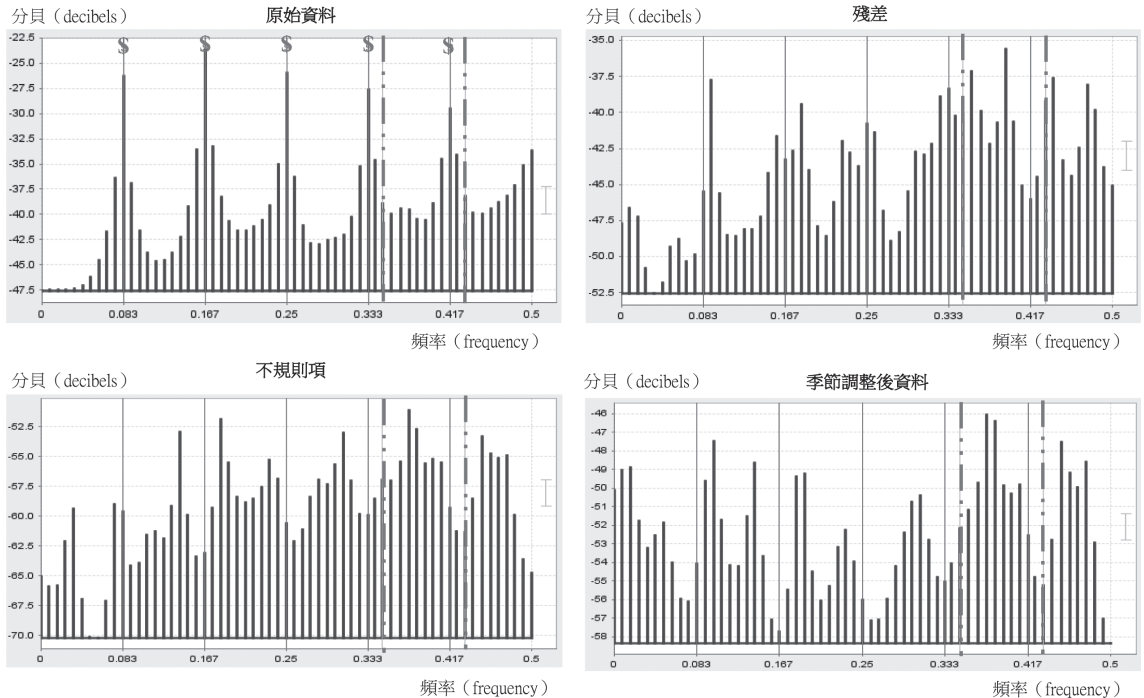 分貝（decibels）
原始資料
$ $ $ $ $
-22.5
-25.0
-27.5
-30.0
-32.5
-35.0
-37.5
-40.0
-42.5
-45.0
-47.5
0 0.083 0.167 0.25 0.333 0.417 0.5
頻率（frequency）
分貝（decibels）
殘差
-35.0
-37.5
-40.0
-42.5
-45.0
-47.5
-50.0
-52.5
0 0.083 0.167 0.25 0.333 0.417 0.5
頻率（frequency）
分貝（decibels）
不規則項
-52.5
-55.0
-57.5
-60.0
-62.5
-65.0
-67.5
-70.0
0 0.083 0.167 0.25 0.333 0.417 0.5
頻率（frequency）
分貝（decibels）
季節調整後資料
-46
-47
-48
-49
-50
-51
-52
-53
-54
-55
-56
-57
-58
0 0.083 0.167 0.25 0.333 0.417 0.5
頻率（frequency）